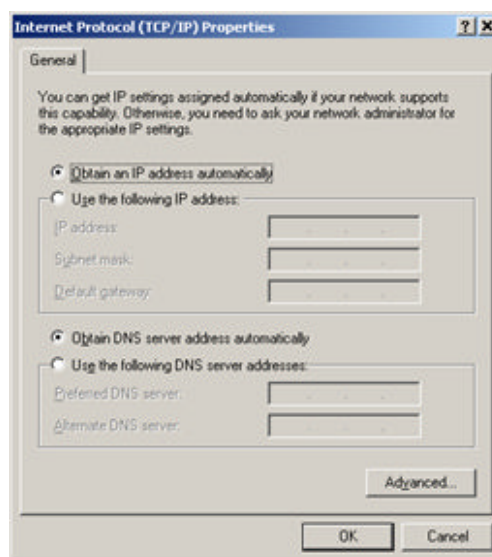 Internet Protocol (TCP/IP) Properties
General
You can get IP settings assigned automatically if your network supports
this capability. Otherwise, you need to ask your network administrator for
the appropriate IP settings.
Obtain an IP address automatically
Use the following IP address:
IP address:
Subnet mask:
Default gateway:
Obtain DNS server address automatically
Use the following DNS server addresses:
Preferred DNS server:
Alternate DNS server:
Advanced...
OK Cancel